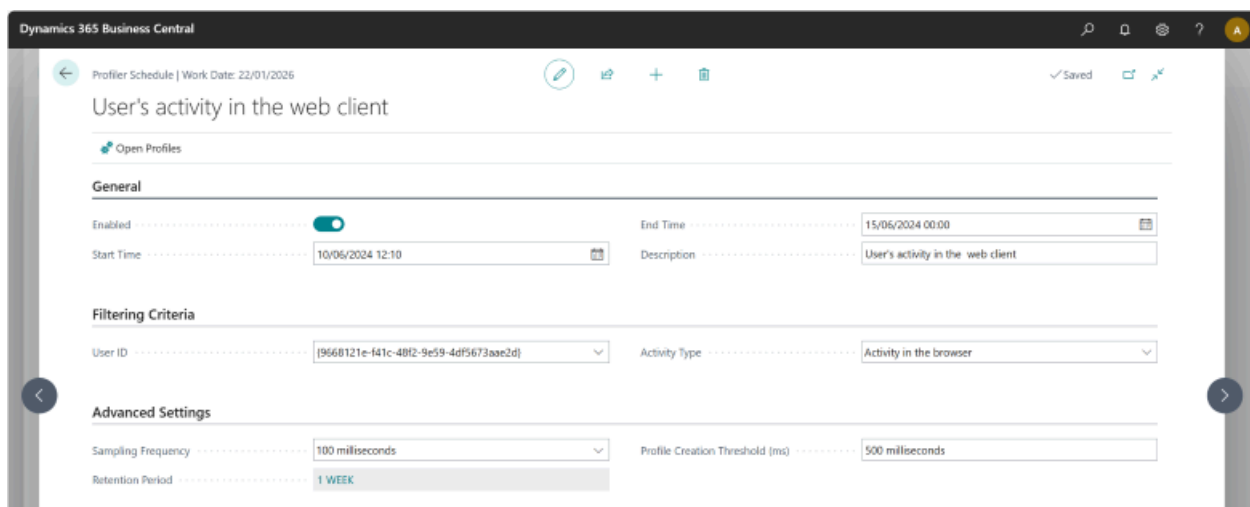 Dynamics 365 Business Central
A
Profiler Schedule | Work Date: 22/01/2026
Saved
User's activity in the web client
Open Profiles
General
Enabled
End Time 15/06/2024 00:00
Start Time 10/06/2024 12:10
Description User's activity in the web client
Filtering Criteria
User ID {9668121e-f41c-48f2-9e59-4df5673aae2d}
Activity Type Activity in the browser
Advanced Settings
Sampling Frequency 100 milliseconds
Profile Creation Threshold (ms) 500 milliseconds
Retention Period 1 WEEK